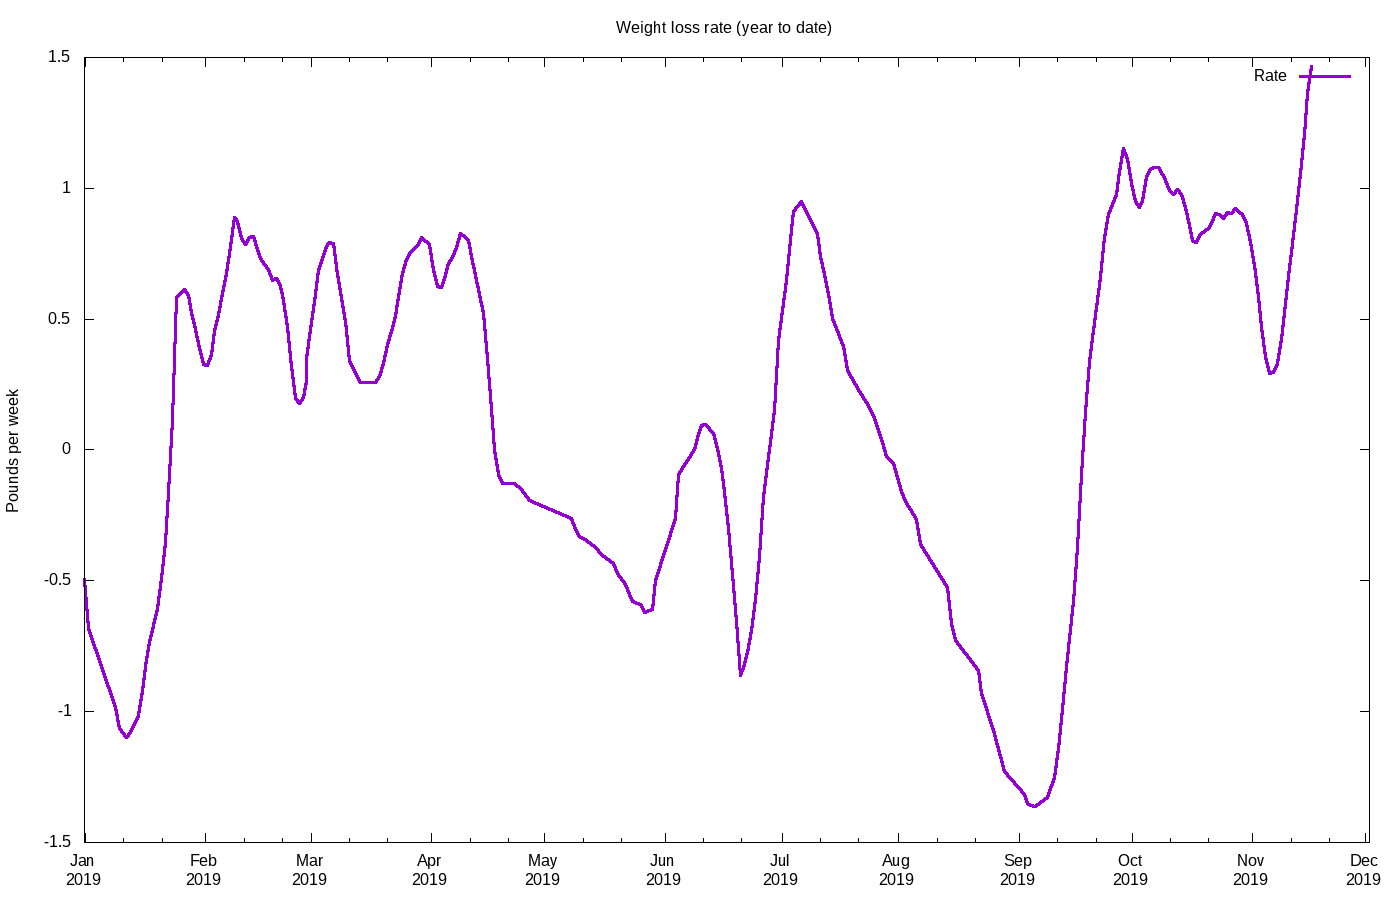 Weight loss rate (year to date)
Rate
Pounds per week
1.5
1
0.5
0
-0.5
-1
-1.5
Jan Feb Mar Apr May Jun Jul Aug Sep Oct Nov Dec
2019 2019 2019 2019 2019 2019 2019 2019 2019 2019 2019 2019